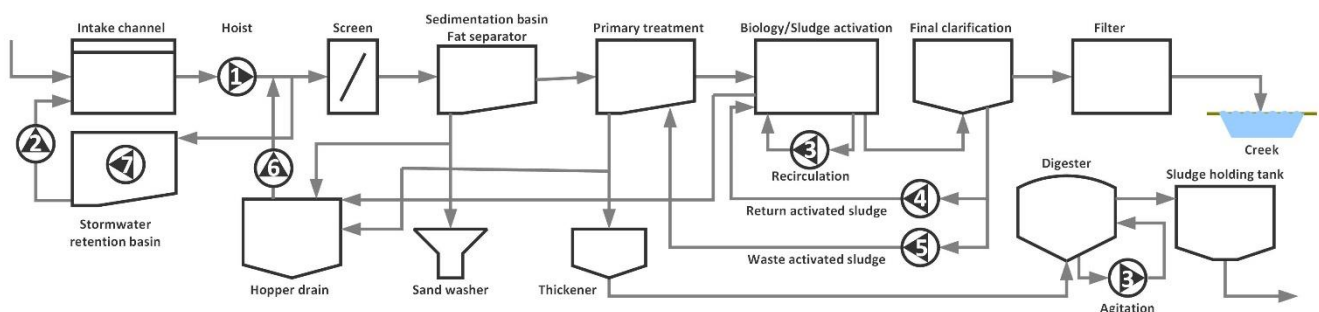 Intake channel
Hoist
Screen
Sedimentation basin
Fat separator
Primary treatment
Biology/Sludge activation
Final clarification
Filter
1
2
7
6
3
Recirculation
Creek
Digester
Sludge holding tank
4
Return activated sludge
Stormwater
retention basin
5
Waste activated sludge
3
Hopper drain
Sand washer
Thickener
Agitation